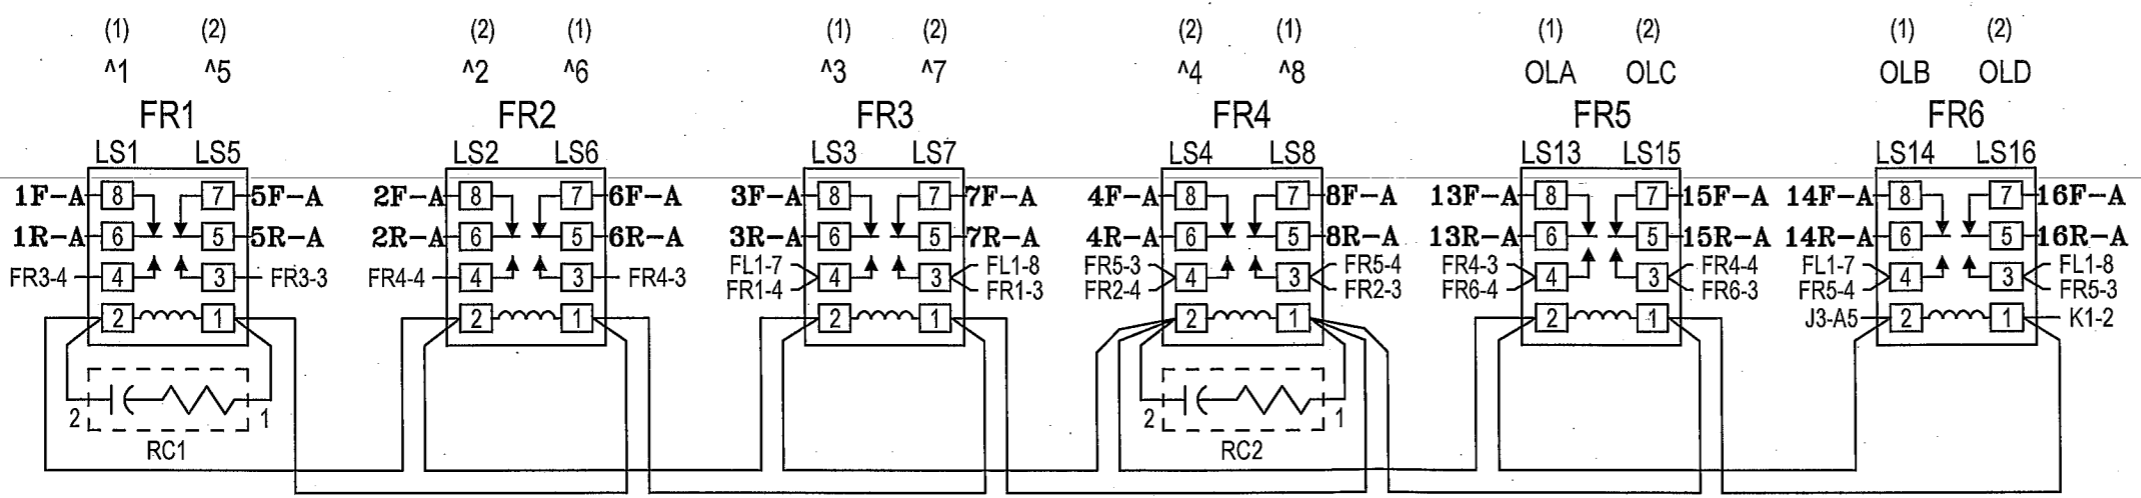 (1) (2) (2) (1) (1) (2) (2) (1) (1) (2) (1) (2)
^1 ^5 ^2 ^6 ^3 ^7 ^4 ^8 OLA OLC OLB OLD
FR1 FR2 FR3 FR4 FR5 FR6
LS1 LS5 LS2 LS6 LS3 LS7 LS4 LS8 LS13 LS15 LS14 LS16
1F-A 8 7 5F-A 2F-A 8 7 6F-A 3F-A 8 7 7F-A 4F-A 8 7 8F-A 13F-A 8 7 15F-A 14F-A 8 7 16F-A
1R-A 6 5 5R-A 2R-A 6 5 6R-A 3R-A 6 5 7R-A 4R-A 6 5 8R-A 13R-A 6 5 15R-A 14R-A 6 5 16R-A
FL1-7 FL1-8 FR5-3 FR5-4 FR4-3 FR4-4 FL1-7 FL1-8
FR3-4 4 3 FR3-3 FR4-4 4 3 FR4-3 4 3 4 3 4 3 4 3
FR1-4 FR1-3 FR2-4 FR2-3 FR6-4 FR6-3 FR5-4 FR5-3
2 1 2 1 2 1 2 1 2 1 J3-A5 2 1 K1-2
2 1 2 1
RC1 RC2